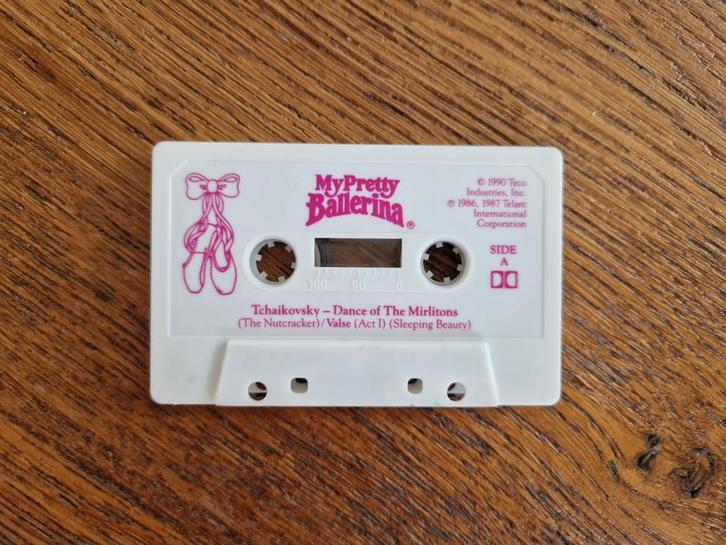 My Pretty
Ballerina®
© 1990 Tyco
Industries, Inc.
℗ 1986, 1987 Telarc
International
Corporation
SIDE
A
100 50 0
Tchaikovsky – Dance of The Mirlitons
(The Nutcracker) / Valse (Act I) (Sleeping Beauty)